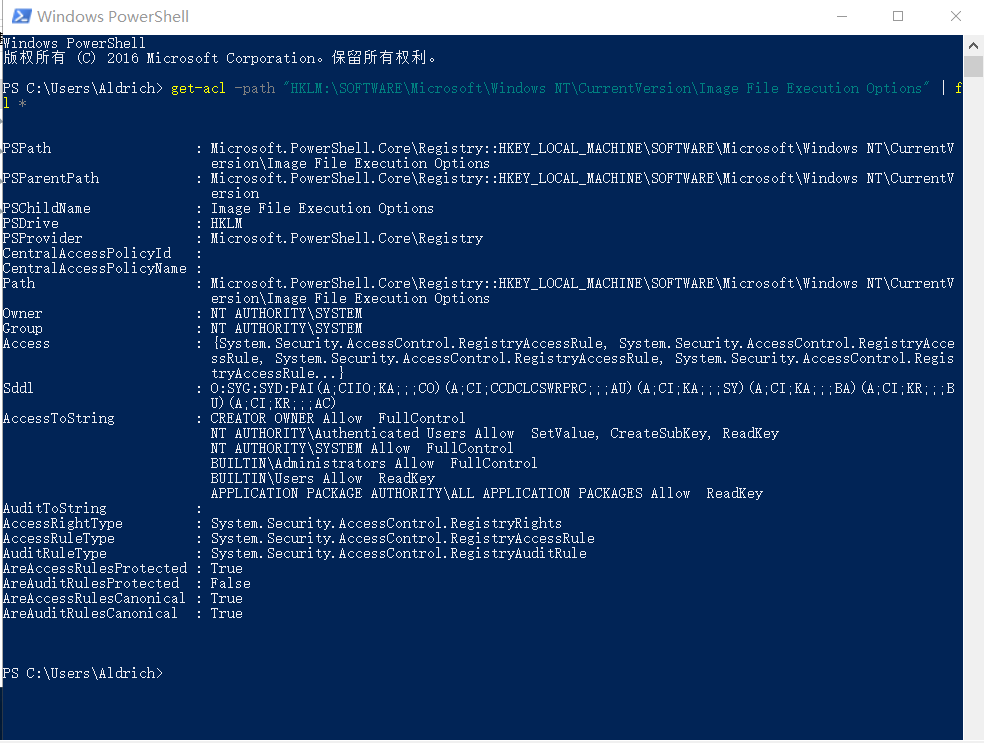 Windows PowerShell
Windows PowerShell
版权所有 (C) 2016 Microsoft Corporation。保留所有权利。
PS C:\Users\Aldrich> get-acl -path "HKLM:\SOFTWARE\Microsoft\Windows NT\CurrentVersion\Image File Execution Options" | f
l *
PSPath : Microsoft.PowerShell.Core\Registry::HKEY_LOCAL_MACHINE\SOFTWARE\Microsoft\Windows NT\CurrentV
ersion\Image File Execution Options
PSParentPath : Microsoft.PowerShell.Core\Registry::HKEY_LOCAL_MACHINE\SOFTWARE\Microsoft\Windows NT\CurrentV
ersion
PSChildName : Image File Execution Options
PSDrive : HKLM
PSProvider : Microsoft.PowerShell.Core\Registry
CentralAccessPolicyId :
CentralAccessPolicyName :
Path : Microsoft.PowerShell.Core\Registry::HKEY_LOCAL_MACHINE\SOFTWARE\Microsoft\Windows NT\CurrentV
ersion\Image File Execution Options
Owner : NT AUTHORITY\SYSTEM
Group : NT AUTHORITY\SYSTEM
Access : {System.Security.AccessControl.RegistryAccessRule, System.Security.AccessControl.RegistryAcce
ssRule, System.Security.AccessControl.RegistryAccessRule, System.Security.AccessControl.Regis
tryAccessRule...}
Sddl : O:SYG:SYD:PAI(A;CIIO;KA;;;CO)(A;CI;CCDCLCSWRPRC;;;AU)(A;CI;KA;;;SY)(A;CI;KA;;;BA)(A;CI;KR;;;B
U)(A;CI;KR;;;AC)
AccessToString : CREATOR OWNER Allow  FullControl
NT AUTHORITY\Authenticated Users Allow  SetValue, CreateSubKey, ReadKey
NT AUTHORITY\SYSTEM Allow  FullControl
BUILTIN\Administrators Allow  FullControl
BUILTIN\Users Allow  ReadKey
APPLICATION PACKAGE AUTHORITY\ALL APPLICATION PACKAGES Allow  ReadKey
AuditToString :
AccessRightType : System.Security.AccessControl.RegistryRights
AccessRuleType : System.Security.AccessControl.RegistryAccessRule
AuditRuleType : System.Security.AccessControl.RegistryAuditRule
AreAccessRulesProtected : True
AreAuditRulesProtected : False
AreAccessRulesCanonical : True
AreAuditRulesCanonical : True
PS C:\Users\Aldrich>